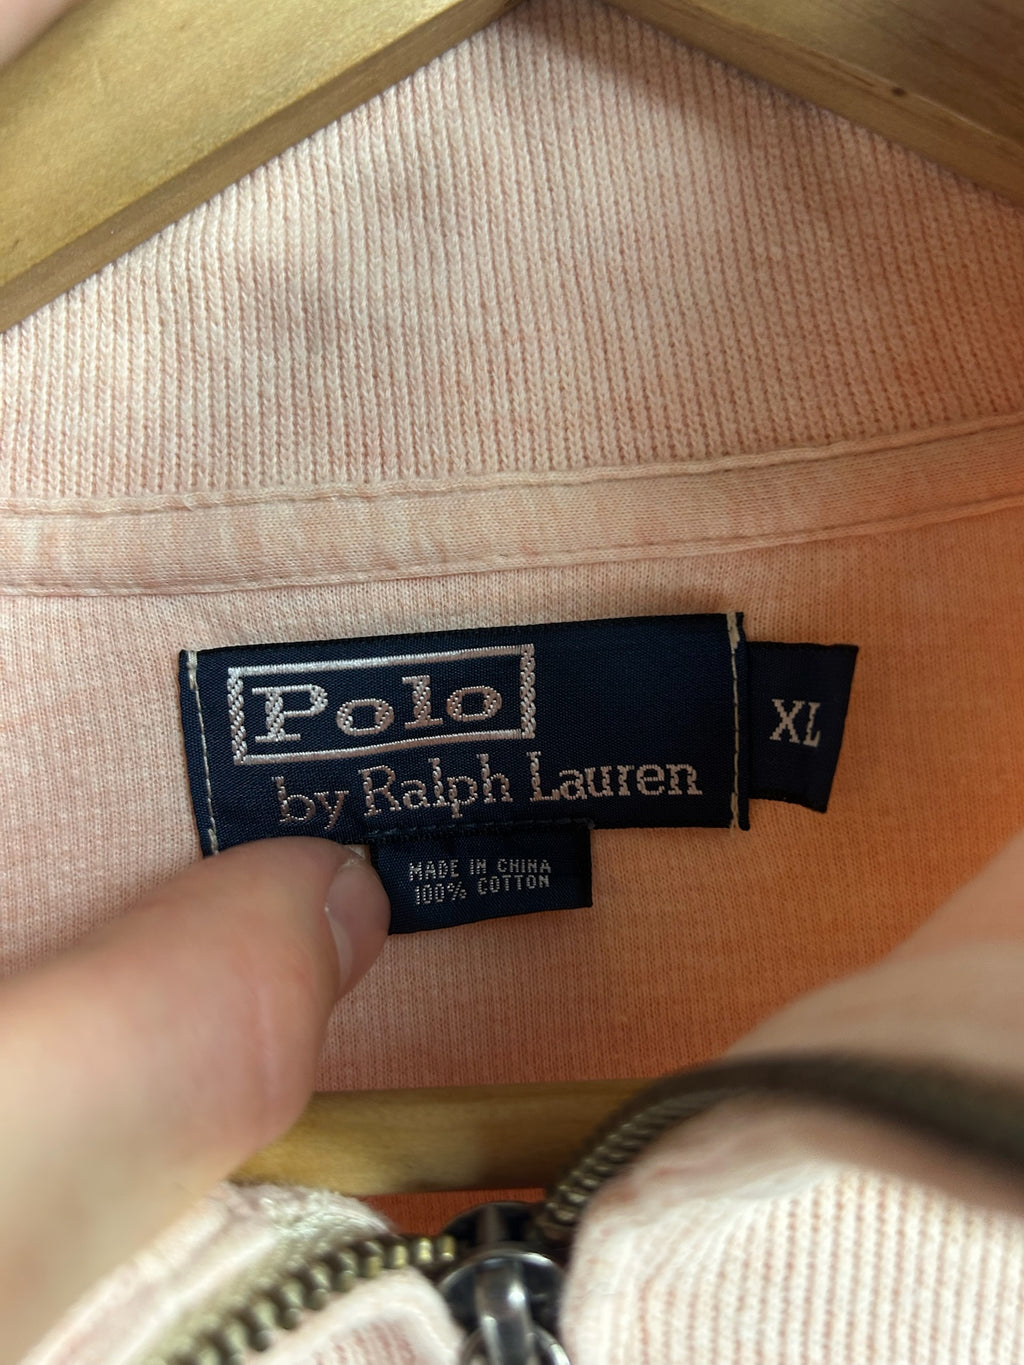 Polo
by Ralph Lauren
XL
MADE IN CHINA
100% COTTON